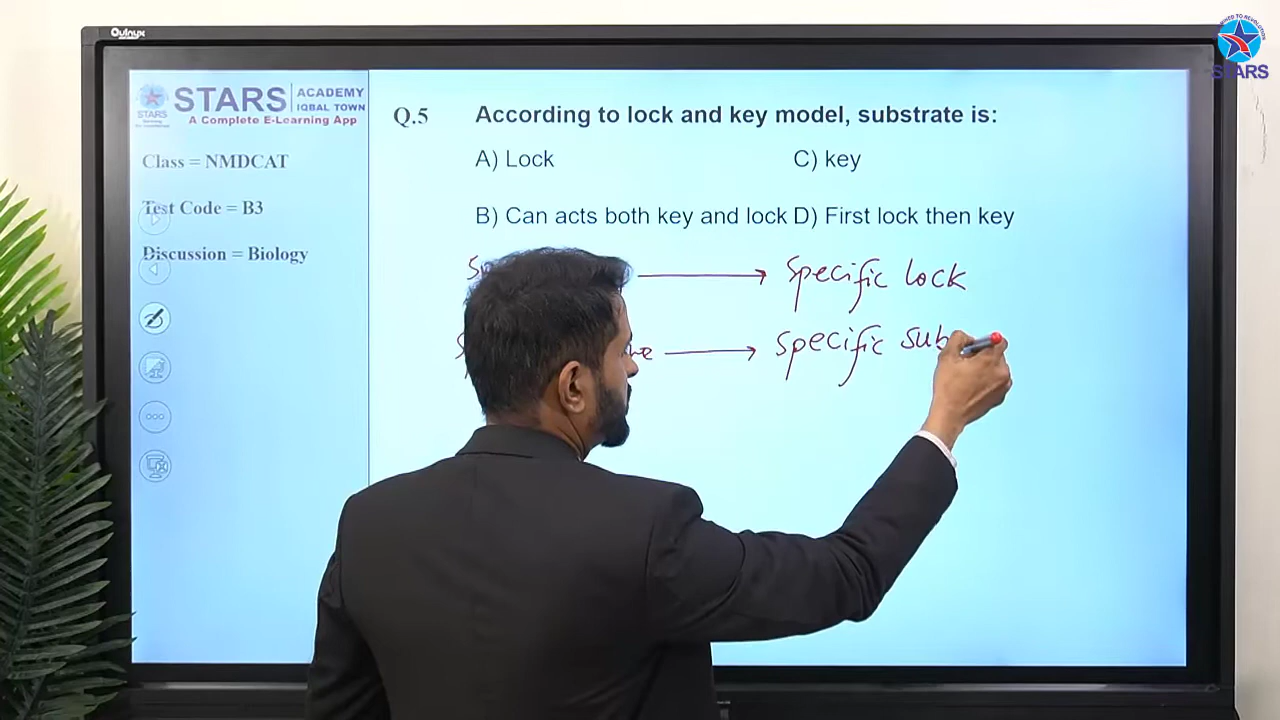 Oulnyx
STARS
STARS ACADEMY
IQBAL TOWN
A Complete E-Learning App
STARS
Class = NMDCAT
Test Code = B3
Discussion = Biology
Q.5 According to lock and key model, substrate is:
A) Lock C) key
B) Can acts both key and lock D) First lock then key
Specific lock
Specific